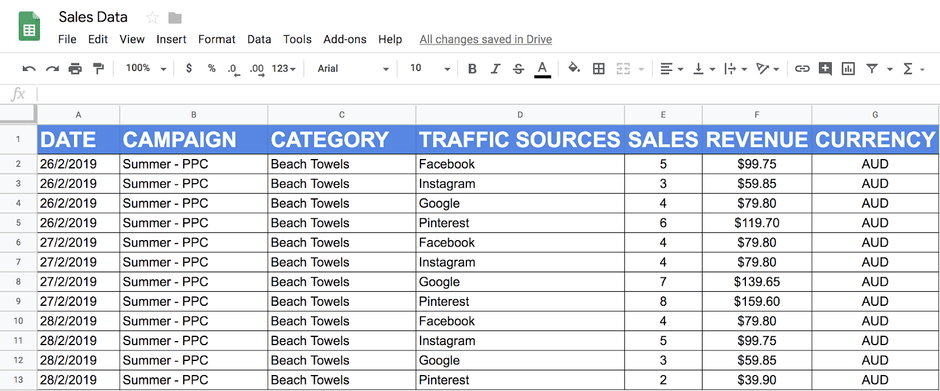 Sales Data
File Edit View Insert Format Data Tools Add-ons Help All changes saved in Drive
100% $ % .0 .00 123 Arial 10 B I S A
fx
A B C D E F G
1 DATE CAMPAIGN CATEGORY TRAFFIC SOURCES SALES REVENUE CURRENCY
2 26/2/2019 Summer - PPC Beach Towels Facebook 5 $99.75 AUD
3 26/2/2019 Summer - PPC Beach Towels Instagram 3 $59.85 AUD
4 26/2/2019 Summer - PPC Beach Towels Google 4 $79.80 AUD
5 26/2/2019 Summer - PPC Beach Towels Pinterest 6 $119.70 AUD
6 27/2/2019 Summer - PPC Beach Towels Facebook 4 $79.80 AUD
7 27/2/2019 Summer - PPC Beach Towels Instagram 4 $79.80 AUD
8 27/2/2019 Summer - PPC Beach Towels Google 7 $139.65 AUD
9 27/2/2019 Summer - PPC Beach Towels Pinterest 8 $159.60 AUD
10 28/2/2019 Summer - PPC Beach Towels Facebook 4 $79.80 AUD
11 28/2/2019 Summer - PPC Beach Towels Instagram 5 $99.75 AUD
12 28/2/2019 Summer - PPC Beach Towels Google 3 $59.85 AUD
13 28/2/2019 Summer - PPC Beach Towels Pinterest 2 $39.90 AUD